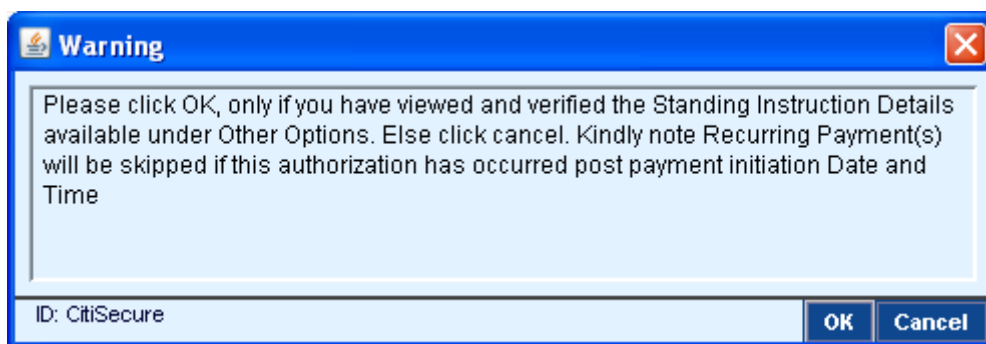 Warning
Please click OK, only if you have viewed and verified the Standing Instruction Details
available under Other Options. Else click cancel. Kindly note Recurring Payment(s)
will be skipped if this authorization has occurred post payment initiation Date and
Time
ID: CitiSecure
OK Cancel